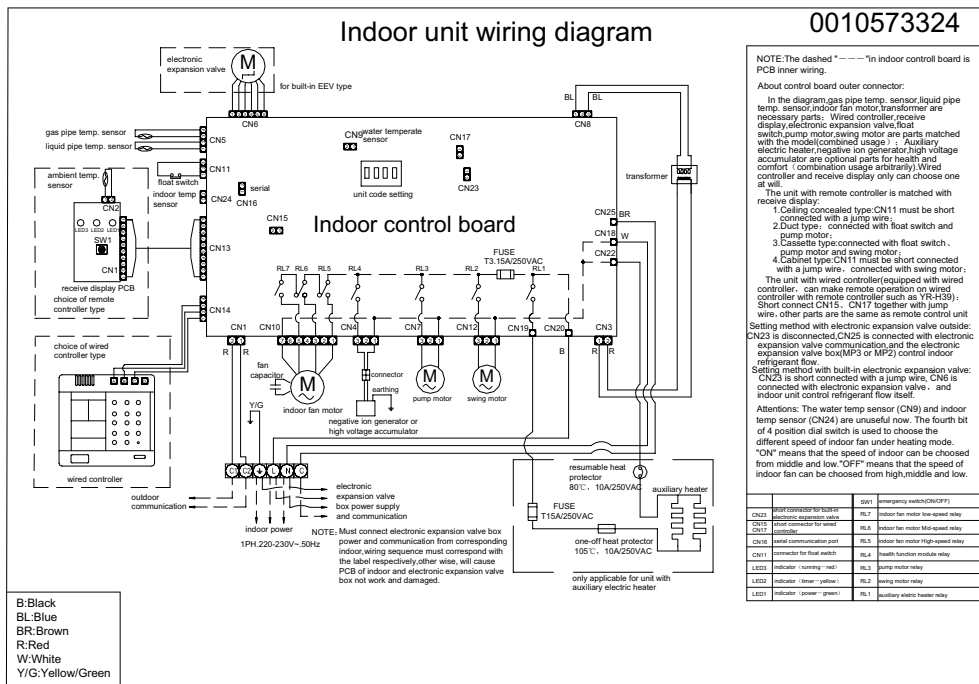 Indoor unit wiring diagram
0010573324
electronic
expansion valve
M
for built-in EEV type
CN6
gas pipe temp. sensor
liquid pipe temp. sensor
CN5
ambient temp.
sensor
float switch
CN11
indoor temp
sensor
CN24
serial
CN16
CN9
water temperate
sensor
CN17
CN23
unit code setting
CN8
BL
BL
transformer
CN2
LED3 LED2 LED1
SW1
CN1
receive display PCB
choice of remote
controller type
CN15
CN13
Indoor control board
CN25
BR
CN18
W
CN22
FUSE
T3.15A/250VAC
RL7
RL6
RL5
RL4
RL3
RL2
RL1
CN14
CN1
CN10
CN4
CN7
CN12
CN19
CN20
CN3
R
R
B
R
R
choice of wired
controller type
wired controller
fan
capacitor
M
indoor fan motor
connector
earthing
negative ion generator or
high voltage accumulator
M
pump motor
M
swing motor
Y/G
C1
C2
L
N
C
outdoor
communication
indoor power
1PH.220-230V~.50Hz
electronic
expansion valve
box power supply
and communication
NOTE: Must connect electronic expansion valve box
power and communication from corresponding
indoor,wiring sequence must correspond with
the label respectively,other wise, will cause
PCB of indoor and electronic expansion valve
box not work and damaged.
resumable heat
protector
80℃, 10A/250VAC
auxiliary heater
FUSE
T15A/250VAC
one-off heat protector
105℃, 10A/250VAC
only applicable for unit with
auxiliary electric heater
NOTE:The dashed "－－－"in indoor controll board is
PCB inner wiring.
About control board outer connector:
In the diagram,gas pipe temp. sensor,liquid pipe
temp. sensor,indoor fan motor,transformer are
necessary parts; Wired controller,receive
display,electronic expansion valve,float
switch,pump motor,swing motor are parts matched
with the model(combined usage) ; Auxiliary
electric heater,negative ion generator,high voltage
accumulator are optional parts for health and
comfort (combination usage arbitrarily).Wired
controller and receive display only can choose one
at will.
The unit with remote controller is matched with
receive display:
1.Ceiling concealed type:CN11 must be short
connected with a jump wire;
2.Duct type: connected with float switch and
pump motor;
3.Cassette type:connected with float switch、
pump motor and swing motor;
4.Cabinet type:CN11 must be short connected
with a jump wire、connected with swing motor;
The unit with wired controller(equipped with wired
controller, can make remote operation on wired
controller with remote controller such as YR-H39):
Short connect CN15、CN17 together with jump
wire, other parts are the same as remote control unit
Setting method with electronic expansion valve outside:
CN23 is disconnected,CN25 is connected with electronic
expansion valve communication,and the electronic
expansion valve box(MP3 or MP2) control indoor
refrigerant flow.
Setting method with built-in electronic expansion valve:
CN23 is short connected with a jump wire, CN6 is
connected with electronic expansion valve, and
indoor unit control refrigerant flow itself.
Attentions: The water temp sensor (CN9) and indoor
temp sensor (CN24) are unuseful now. The fourth bit
of 4 position dial switch is used to choose the
different speed of indoor fan under heating mode.
"ON" means that the speed of indoor can be choosed
from middle and low."OFF" means that the speed of
indoor fan can be choosed from high,middle and low.
SW1 emergency switch(ON/OFF)
CN23 short connector for built-in electronic expansion valve RL7 indoor fan motor low-speed relay
CN15 CN17 short connector for wired controller RL6 indoor fan motor Mid-speed relay
CN16 serial communication port RL5 indoor fan motor High-speed relay
CN11 connector for float switch RL4 health function module relay
LED3 indicator (running－red) RL3 pump motor relay
LED2 indicator (timer－yellow) RL2 swing motor relay
LED1 indicator (power－green) RL1 auxiliary eletric heater relay
B:Black
BL:Blue
BR:Brown
R:Red
W:White
Y/G:Yellow/Green